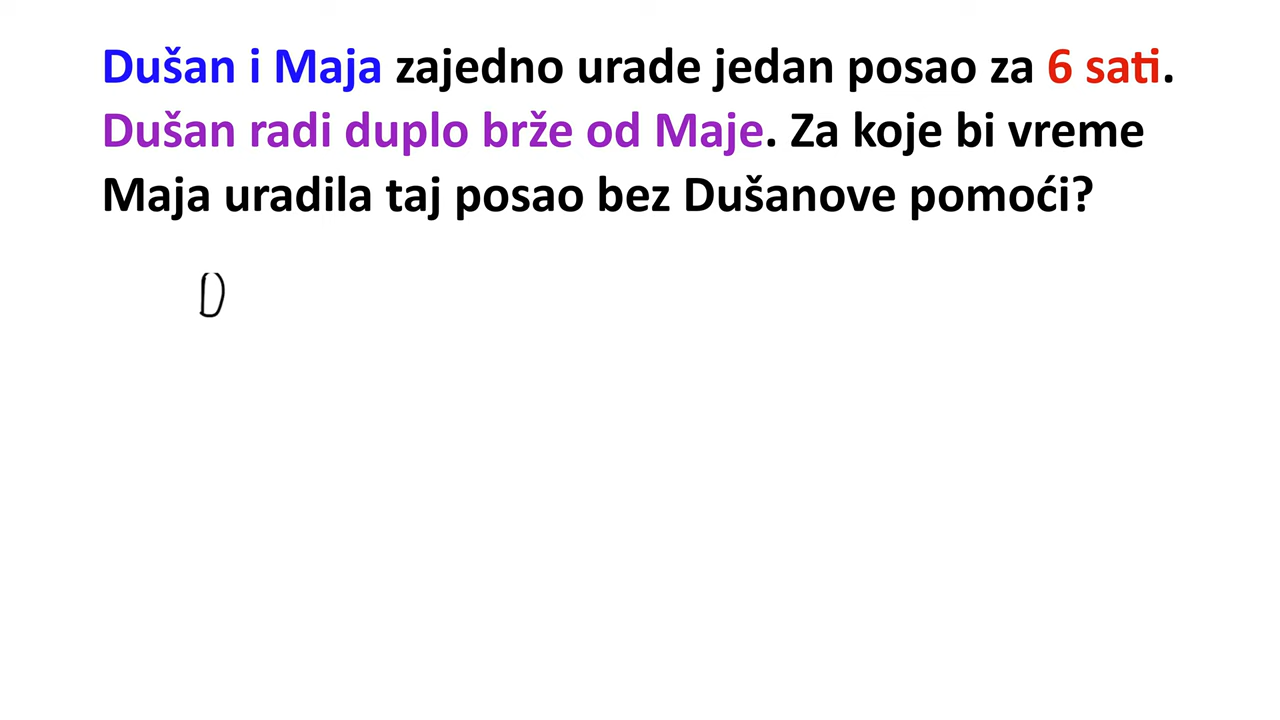 Dušan i Maja zajedno urade jedan posao za 6 sati.
Dušan radi duplo brže od Maje. Za koje bi vreme
Maja uradila taj posao bez Dušanove pomoći?
D